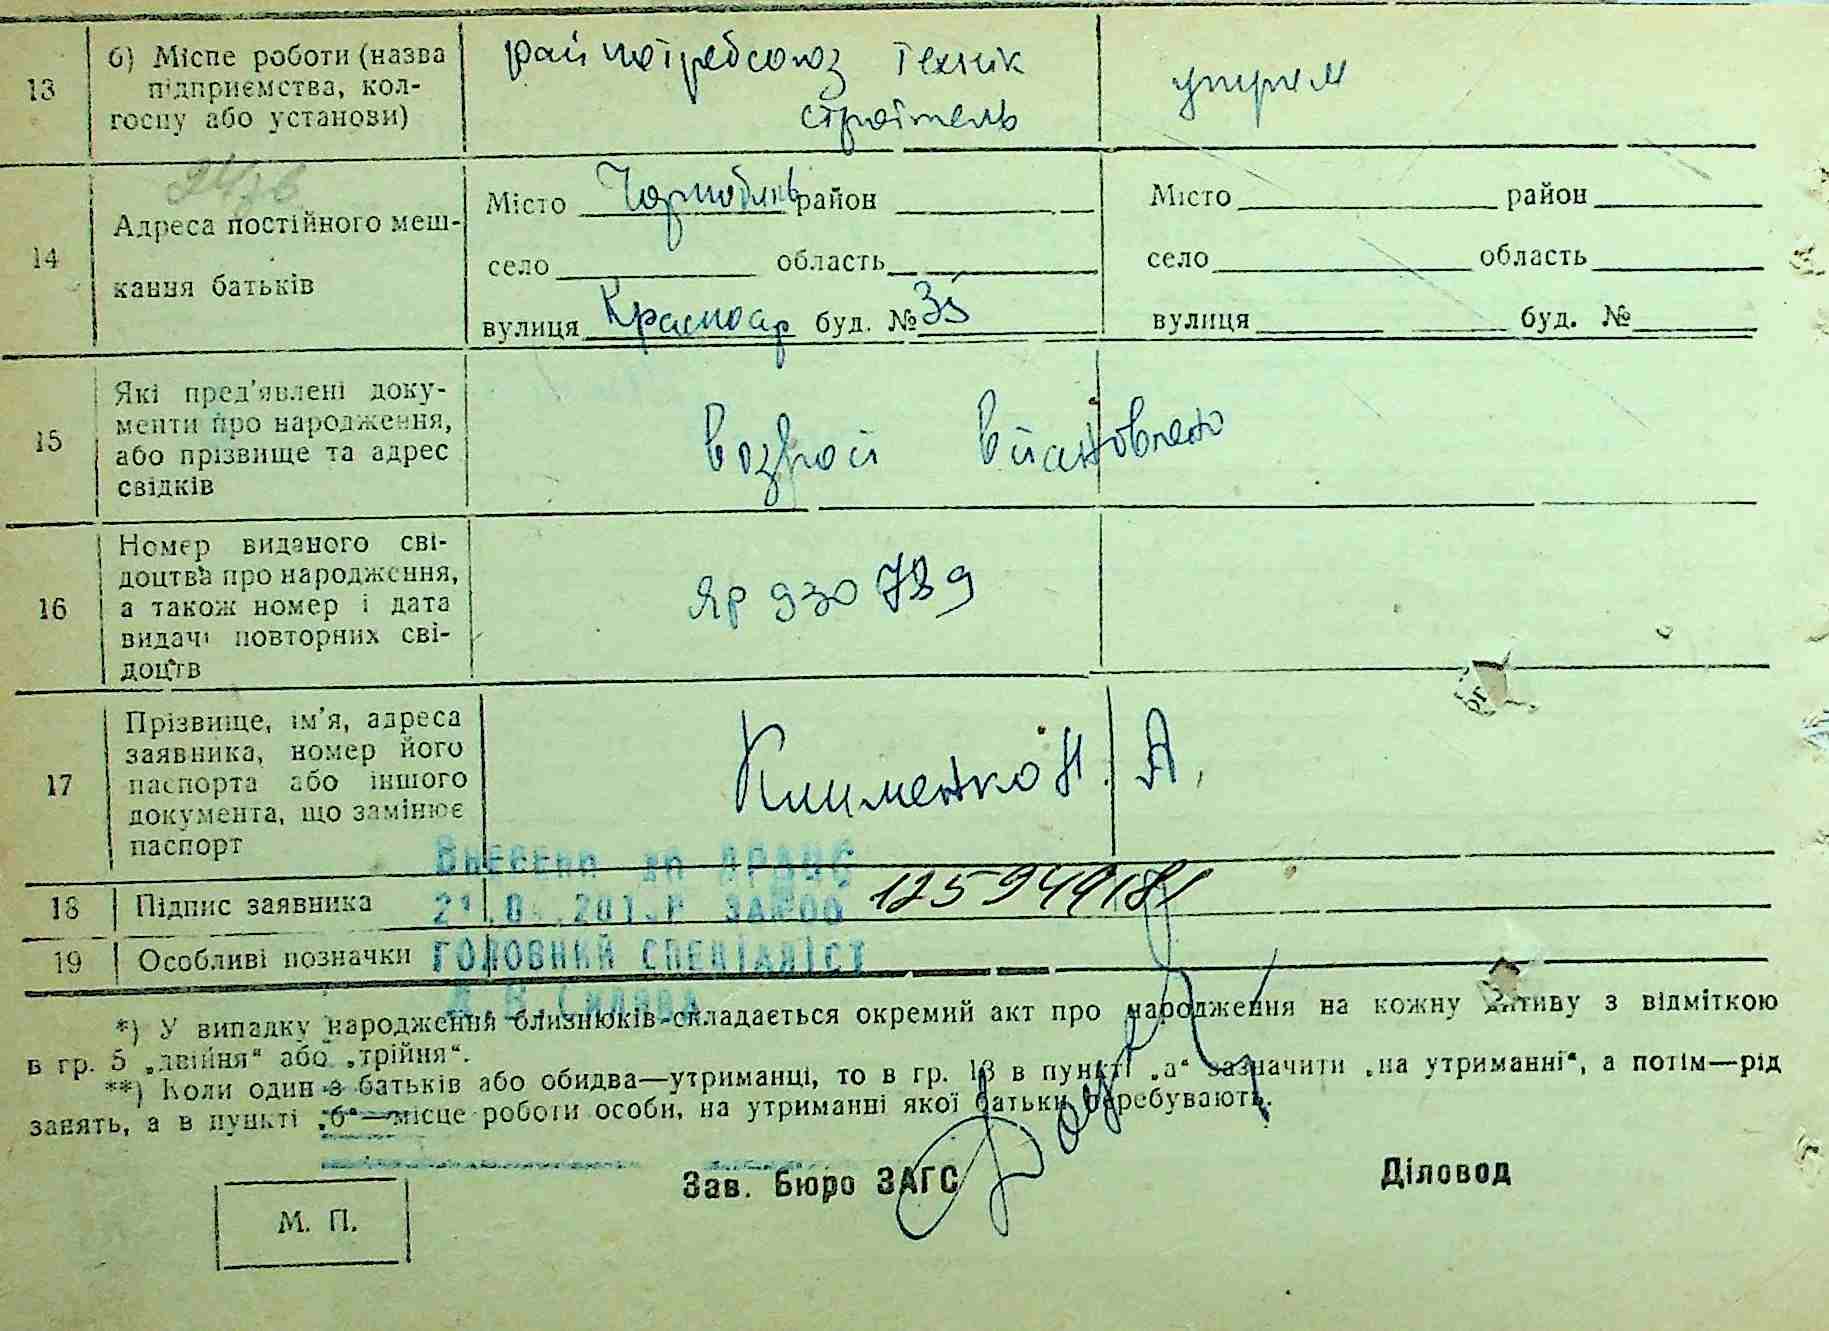 13 б) Місце роботи (назва підприємства, колгоспу або установи) райпотребсоюз технік
строітель
14 Адреса постійного мешкання батьків
Місто Чорнобиль район Місто район
село область село область
вулиця Красноар буд. № 35 вулиця буд. №
15 Які пред'явлені документи про народження, або прізвище та адрес свідків возраст встановлено
16 Номер виданого свідоцтва про народження, а також номер і дата видачі повторних свідоцтв ЯР 930789
17 Прізвище, ім'я, адреса заявника, номер його паспорта або іншого документа, що замінює паспорт Клименко Н. А.
Внесено до
18 Підпис заявника
19 Особливі позначки ГОЛОВНИЙ СПЕЦІАЛІСТ
*) У випадку народження близнюків складається окремий акт про народження на кожну дитину з відміткою
в гр. 5 „двійня“ або „трійня“.
**) Коли один з батьків або обидва—утриманці, то в гр. 13 в пункті „а“ зазначити „на утриманні“, а потім—рід
занять, а в пункті „б“—місце роботи особи, на утриманні якої батьки перебувають.
Зав. Бюро ЗАГС Діловод
М. П.